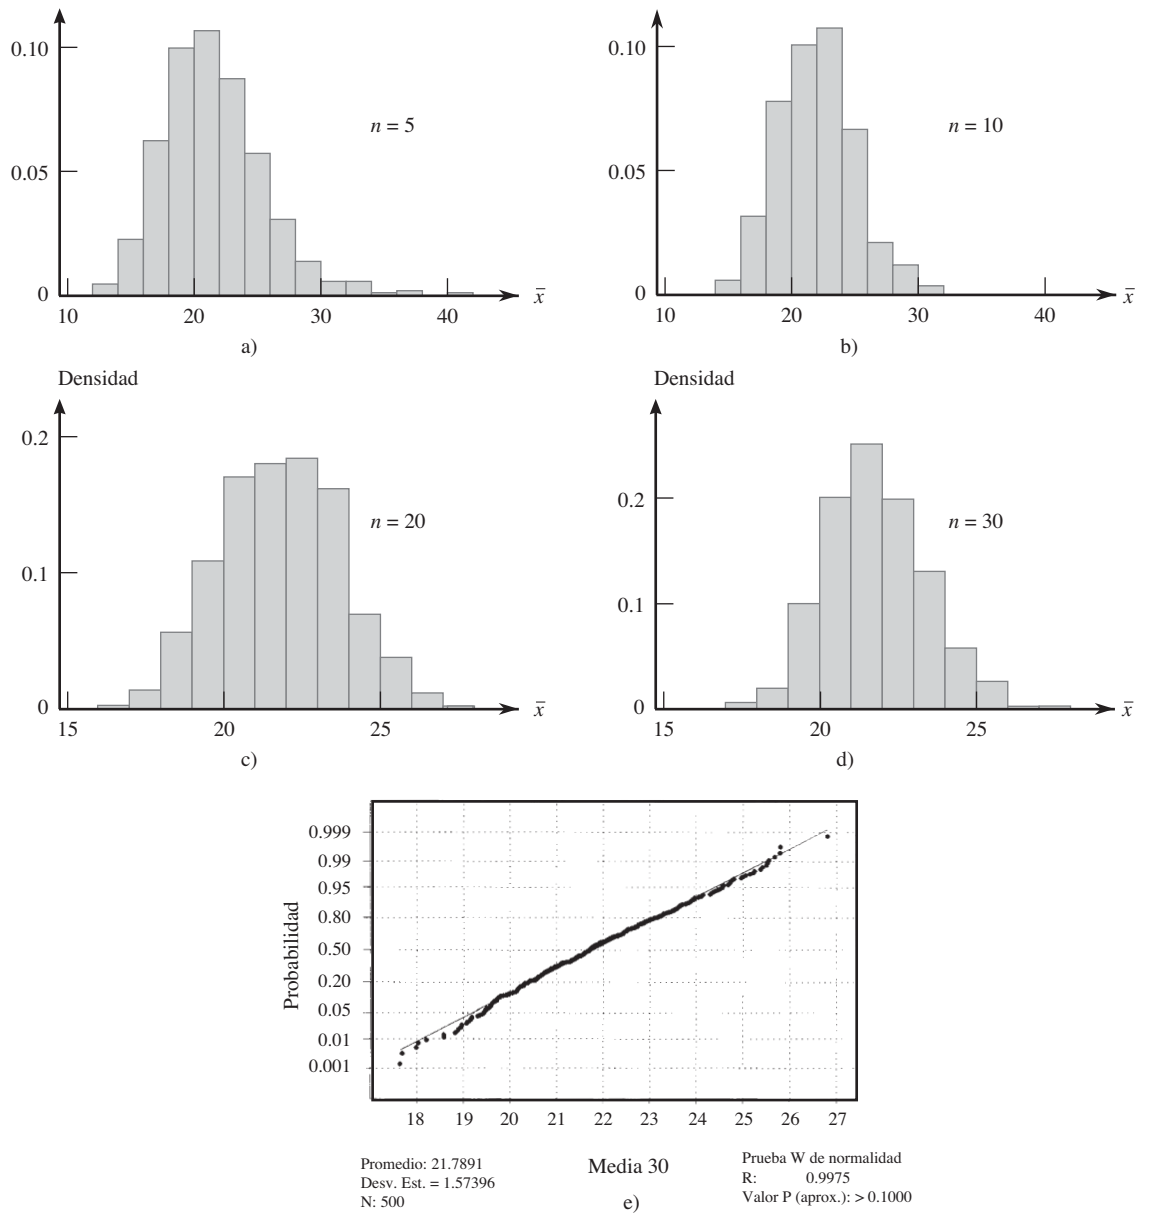 0.10
0.05
0
10 20 30 40
x̄
n = 5
a)
0.10
0.05
0
10 20 30 40
x̄
n = 10
b)
Densidad
0.2
0.1
0
15 20 25
x̄
n = 20
c)
Densidad
0.2
0.1
0
15 20 25
x̄
n = 30
d)
Probabilidad
0.999
0.99
0.95
0.80
0.50
0.20
0.05
0.01
0.001
18 19 20 21 22 23 24 25 26 27
Promedio: 21.7891
Desv. Est. = 1.57396
N: 500
Media 30
Prueba W de normalidad
R: 0.9975
Valor P (aprox.): > 0.1000
e)